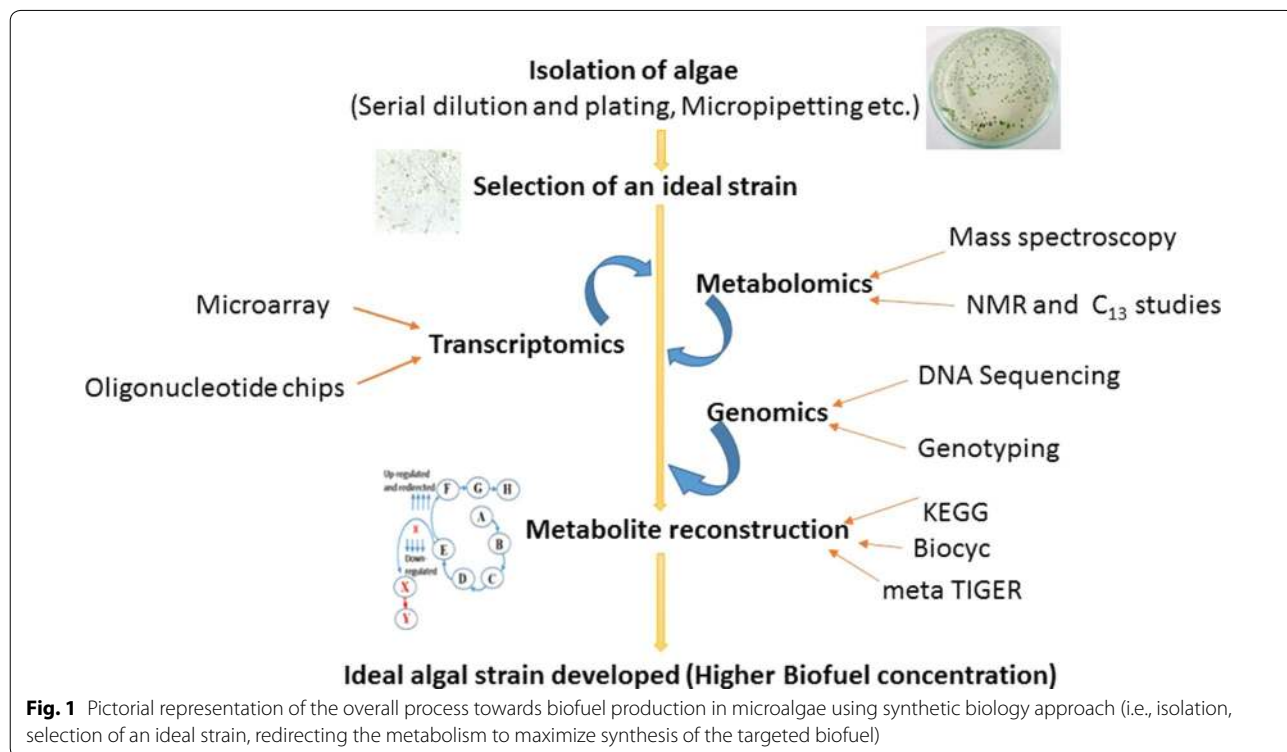 Isolation of algae
(Serial dilution and plating, Micropipetting etc.)
Selection of an ideal strain
Mass spectroscopy
Metabolomics
NMR and C13 studies
Microarray
Transcriptomics
Oligonucleotide chips
DNA Sequencing
Genomics
Genotyping
Up-regulated
and redirected
F
G
H
A
B
C
D
E
x
Down-
regulated
X
Y
Metabolite reconstruction
KEGG
Biocyc
meta TIGER
Ideal algal strain developed (Higher Biofuel concentration)
Fig. 1 Pictorial representation of the overall process towards biofuel production in microalgae using synthetic biology approach (i.e., isolation,
selection of an ideal strain, redirecting the metabolism to maximize synthesis of the targeted biofuel)